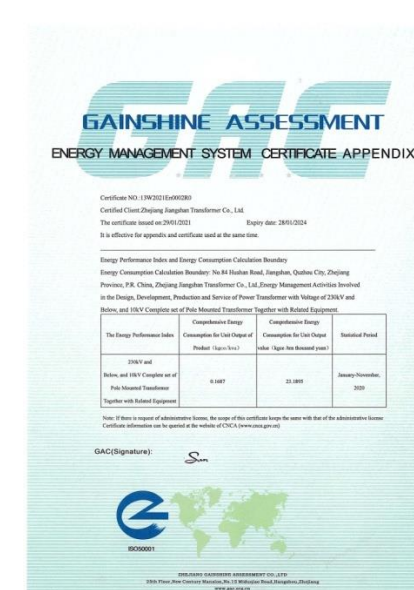 GAC
GAINSHINE ASSESSMENT
ENERGY MANAGEMENT SYSTEM CERTIFICATE APPENDIX
Certificate NO.:13W2021En0002R0
Certified Client:Zhejiang Jiangshan Transformer Co., Ltd.
The certificate issued on:29/01/2021 Expiry date: 28/01/2024
It is effective for appendix and certificate used at the same time.
Energy Performance Index and Energy Consumption Calculation Boundary
Energy Consumption Calculation Boundary: No.84 Hushan Road, Jiangshan, Quzhou City, Zhejiang
Province, P.R. China, Zhejiang Jiangshan Transformer Co., Ltd.,Energy Management Activities Involved
in the Design, Development, Production and Service of Power Transformer with Voltage of 230kV and
Below, and 10kV Complete set of Pole Mounted Transformer Together with Related Equipment.
The Energy Performance Index
Comprehensive Energy
Consumption for Unit Output of
Product
Comprehensive Energy
Consumption for Unit Output
value
Statistical Period
230kV and
Below, and 10kV Complete set of
Pole Mounted Transformer
Together with Related Equipment
0.1687
23.1895
January-November,
2020
Note: If there is request of administrative license, the scope of this certificate keeps the same with that of the administrative license
Certificate information can be queried at the website of CNCA (www.cnca.gov.cn)
GAC(Signature):
ISO50001
ZHEJIANG GAINSHINE ASSESSMENT CO.,LTD